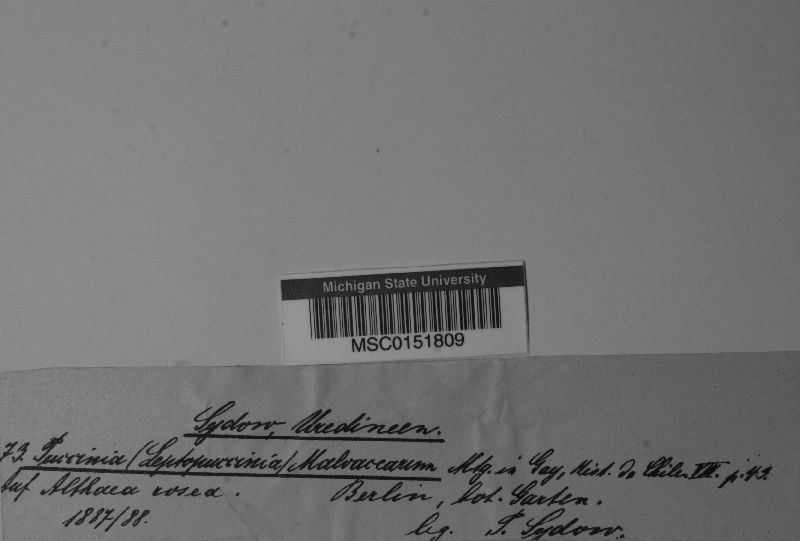 Michigan State University
MSC0151809
Sydow, Uredineen.
73. Puccinia (Leptopuccinia) Malvacearum Mtg. in Gay, Hist. d. Chile VIII. p. 43.
Auf Althaea rosea. Berlin, bot. Garten.
1887/88.
leg. P. Sydow.